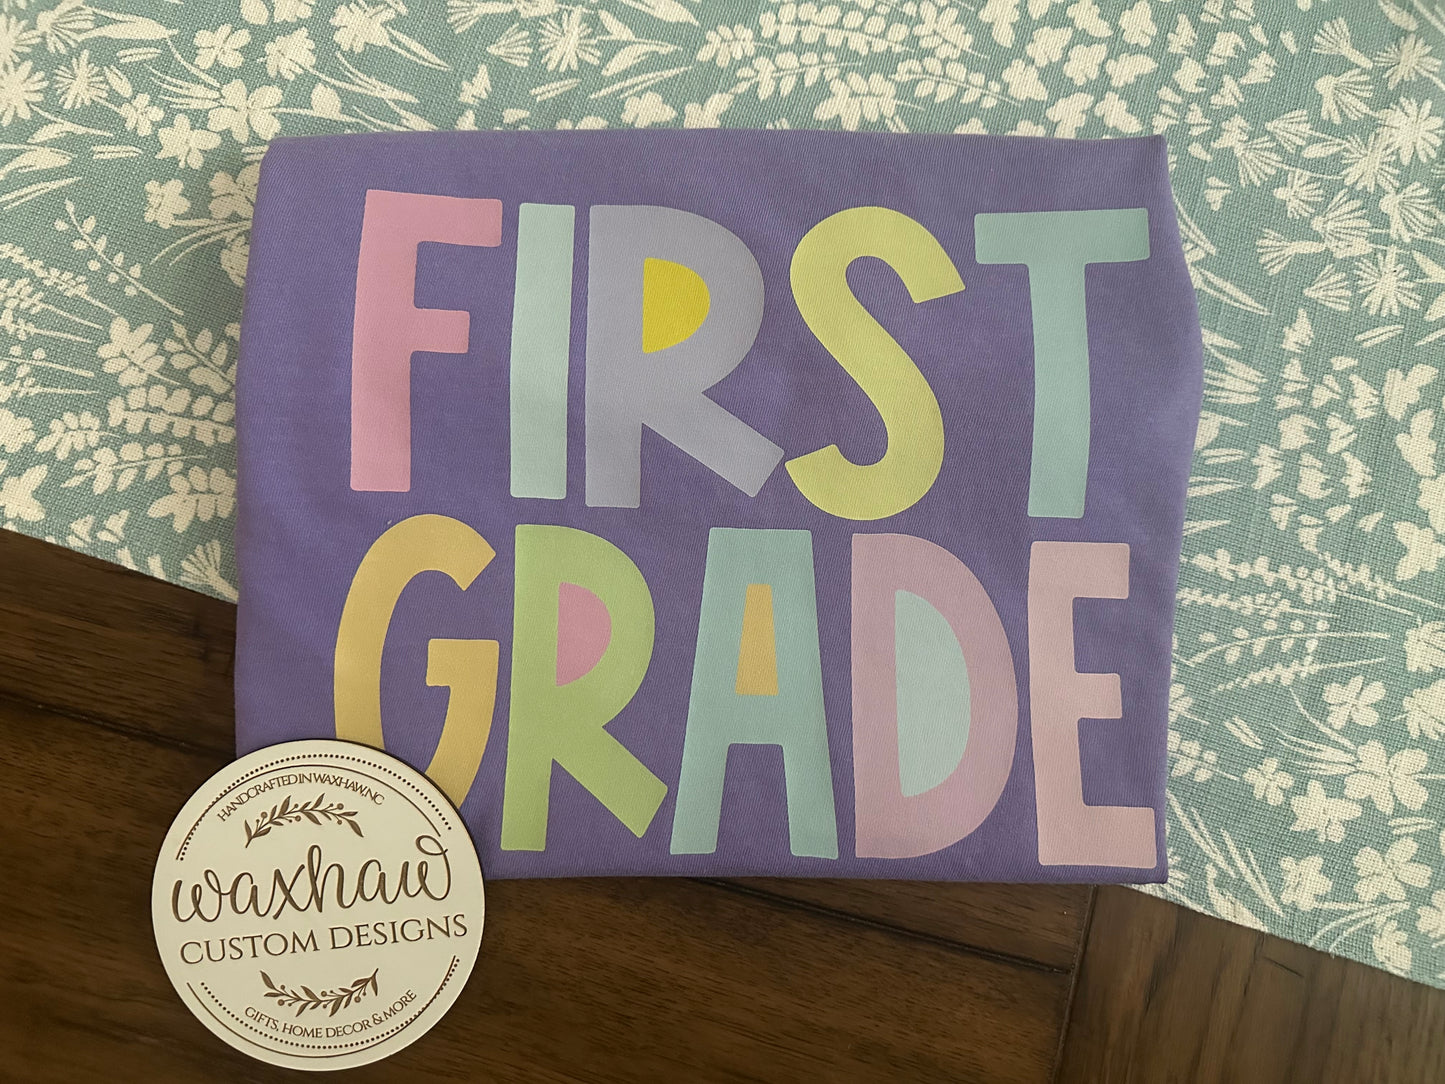 FIRST
GRADE
HANDCRAFTED IN WAXHAW, NC
waxhaw
CUSTOM DESIGNS
GIFTS, HOME DECOR & MORE